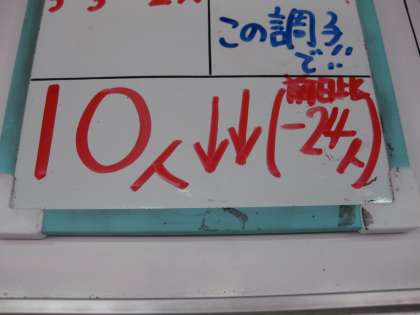 この調子
で!!
前日比
10人↓↓(-24人)